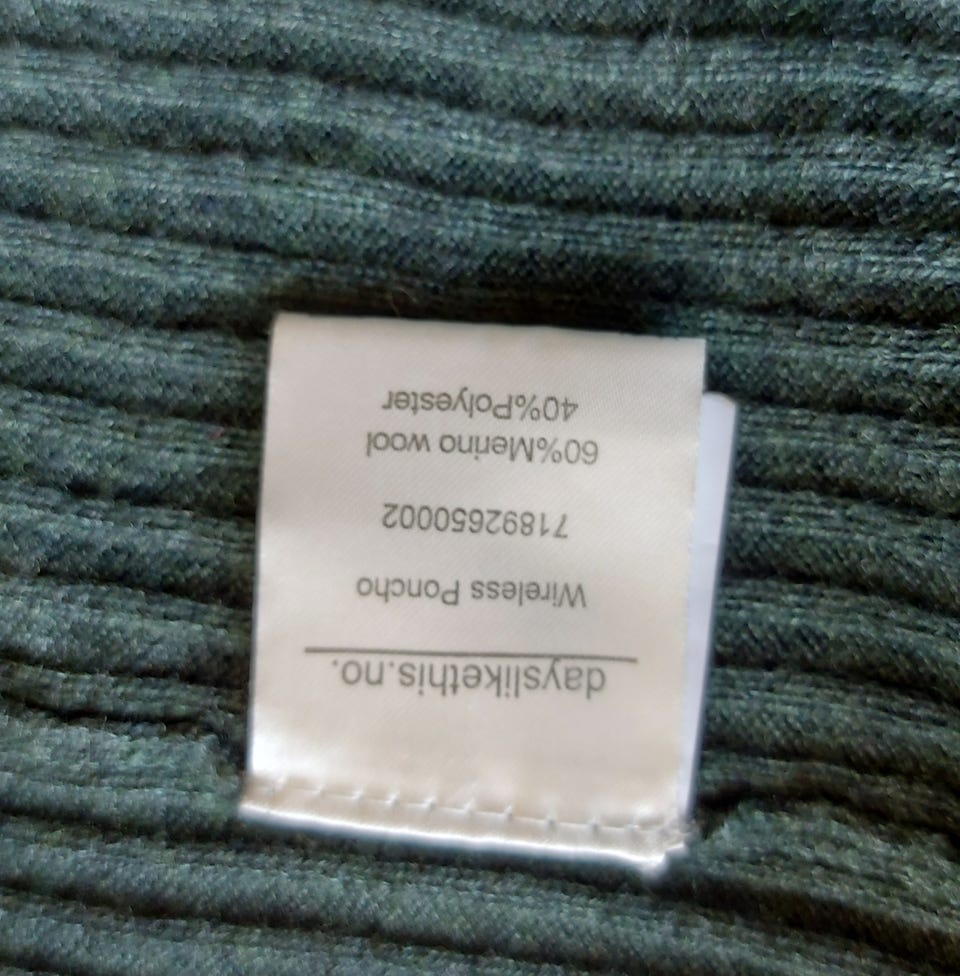 dayslikethis.no.
Wireless Poncho
71892650002
60%Merino wool
40%Polyester